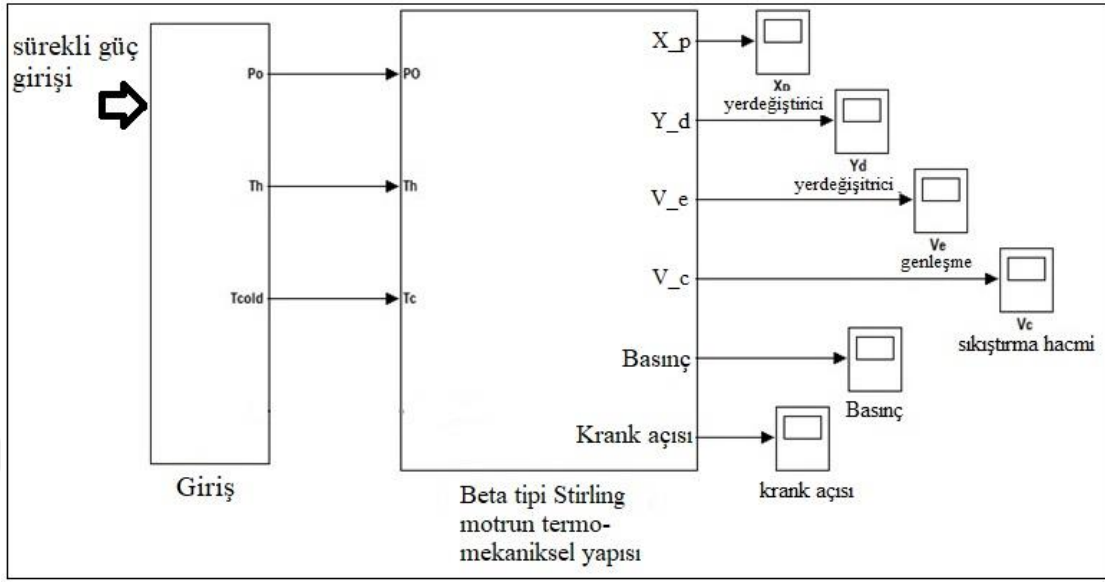 sürekli güç
girişi
Po
Th
Tcold
Giriş
PO
Th
Tc
X_p
Y_d
V_e
V_c
Basınç
Krank açısı
Beta tipi Stirling
motrun termo-
mekaniksel yapısı
Xp
yerdeğiştirici
Yd
yerdeğişitrici
Ve
genleşme
Vc
sıkıştırma hacmi
Basınç
krank açısı